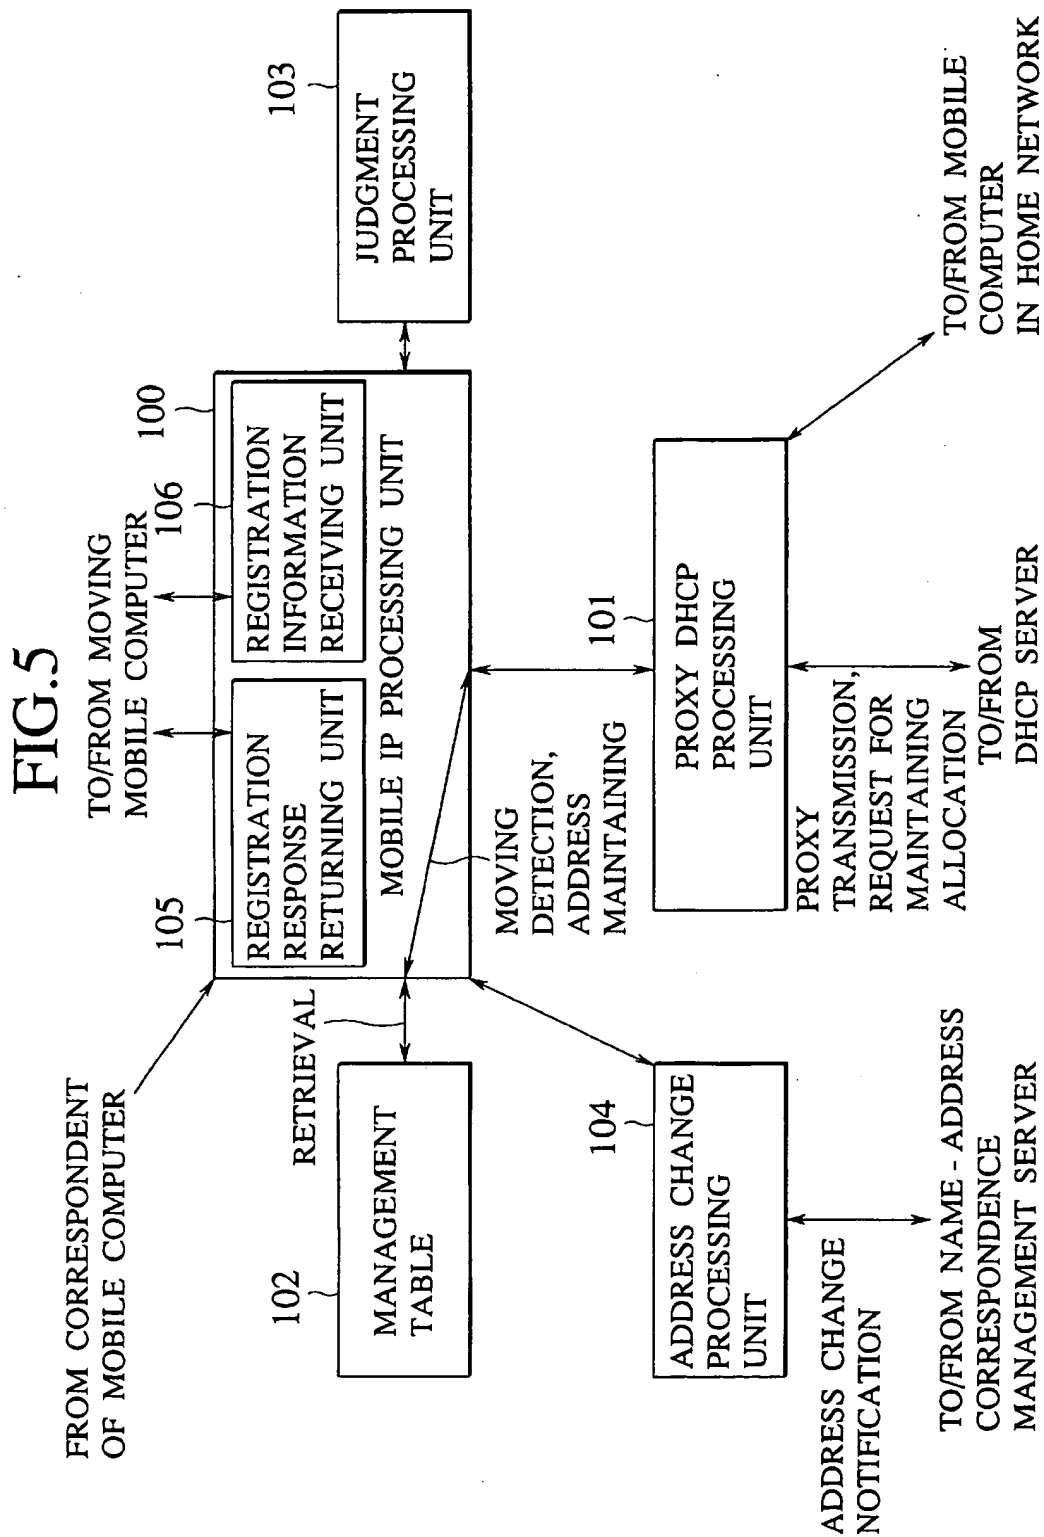 FIG.5
FROM CORRESPONDENT
OF MOBILE COMPUTER
TO/FROM MOVING
MOBILE COMPUTER
105
106
100
103
REGISTRATION
RESPONSE
RETURNING UNIT
REGISTRATION
INFORMATION
RECEIVING UNIT
MOBILE IP PROCESSING UNIT
JUDGMENT
PROCESSING
UNIT
RETRIEVAL
102
MANAGEMENT
TABLE
MOVING
DETECTION,
ADDRESS
MAINTAINING
104
ADDRESS CHANGE
PROCESSING
UNIT
101
PROXY DHCP
PROCESSING
UNIT
ADDRESS CHANGE
NOTIFICATION
PROXY
TRANSMISSION,
REQUEST FOR
MAINTAINING
ALLOCATION
TO/FROM NAME - ADDRESS
CORRESPONDENCE
MANAGEMENT SERVER
TO/FROM
DHCP SERVER
TO/FROM MOBILE
COMPUTER
IN HOME NETWORK